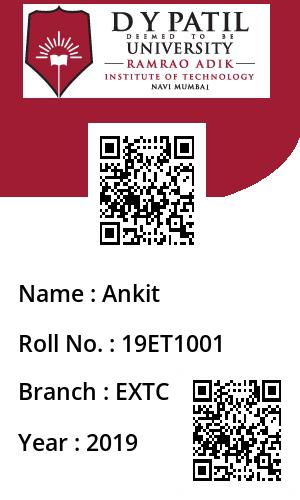 D Y PATIL
DEEMED TO BE
UNIVERSITY
RAMRAO ADIK
INSTITUTE OF TECHNOLOGY
NAVI MUMBAI
Name : Ankit
Roll No. : 19ET1001
Branch : EXTC
Year : 2019